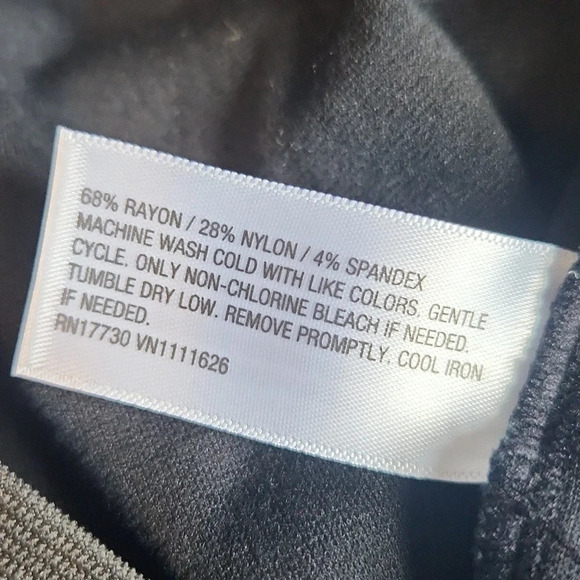 68% RAYON / 28% NYLON / 4% SPANDEX
MACHINE WASH COLD WITH LIKE COLORS. GENTLE
CYCLE. ONLY NON-CHLORINE BLEACH IF NEEDED.
TUMBLE DRY LOW. REMOVE PROMPTLY. COOL IRON
IF NEEDED.
RN17730 VN1111626